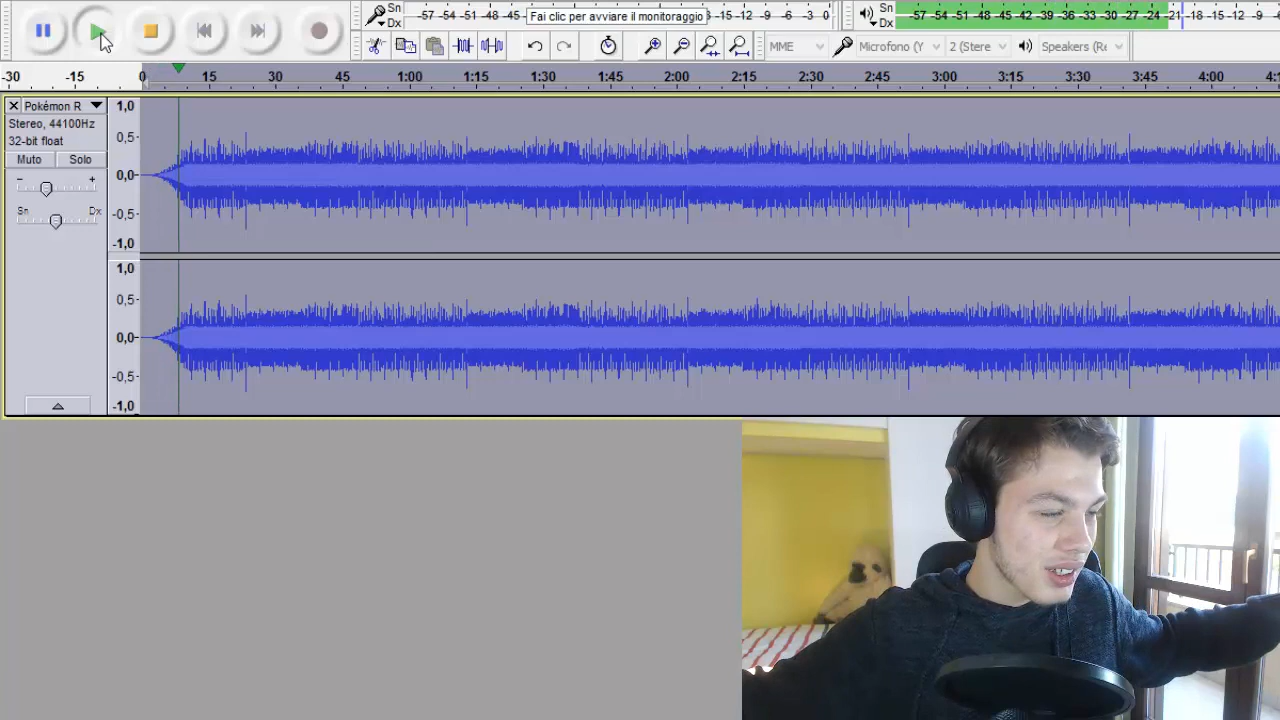 Sn
Dx
-57 -54 -51 -48 -45
Fai clic per avviare il monitoraggio
-18 -15 -12 -9 -6 -3 0
Sn
Dx
-57 -54 -51 -48 -45 -42 -39 -36 -33 -30 -27 -24 -21 -18 -15 -12 -9
MME
Microfono (Y
2 (Stere
Speakers (Re
-30 -15 0 15 30 45 1:00 1:15 1:30 1:45 2:00 2:15 2:30 2:45 3:00 3:15 3:30 3:45 4:00
Pokémon R
Stereo, 44100Hz
32-bit float
Muto Solo
- +
Sn Dx
1,0
0,5
0,0
-0,5
-1,0
1,0
0,5
0,0
-0,5
-1,0